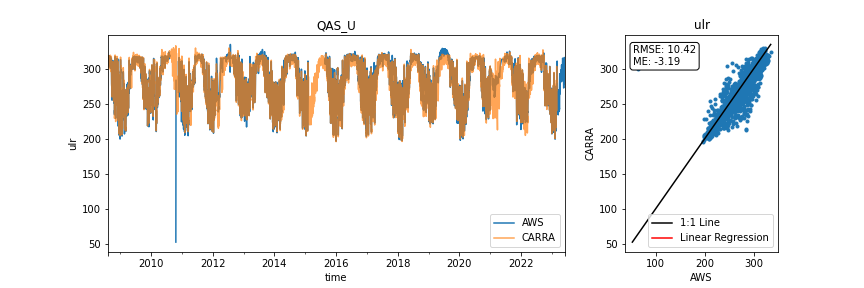 QAS_U
ulr
300
250
200
150
100
50
2010
2012
2014
2016
2018
2020
2022
time
ulr
AWS
CARRA
ulr
RMSE: 10.42
ME: -3.19
300
250
200
150
100
50
100
200
300
AWS
CARRA
1:1 Line
Linear Regression